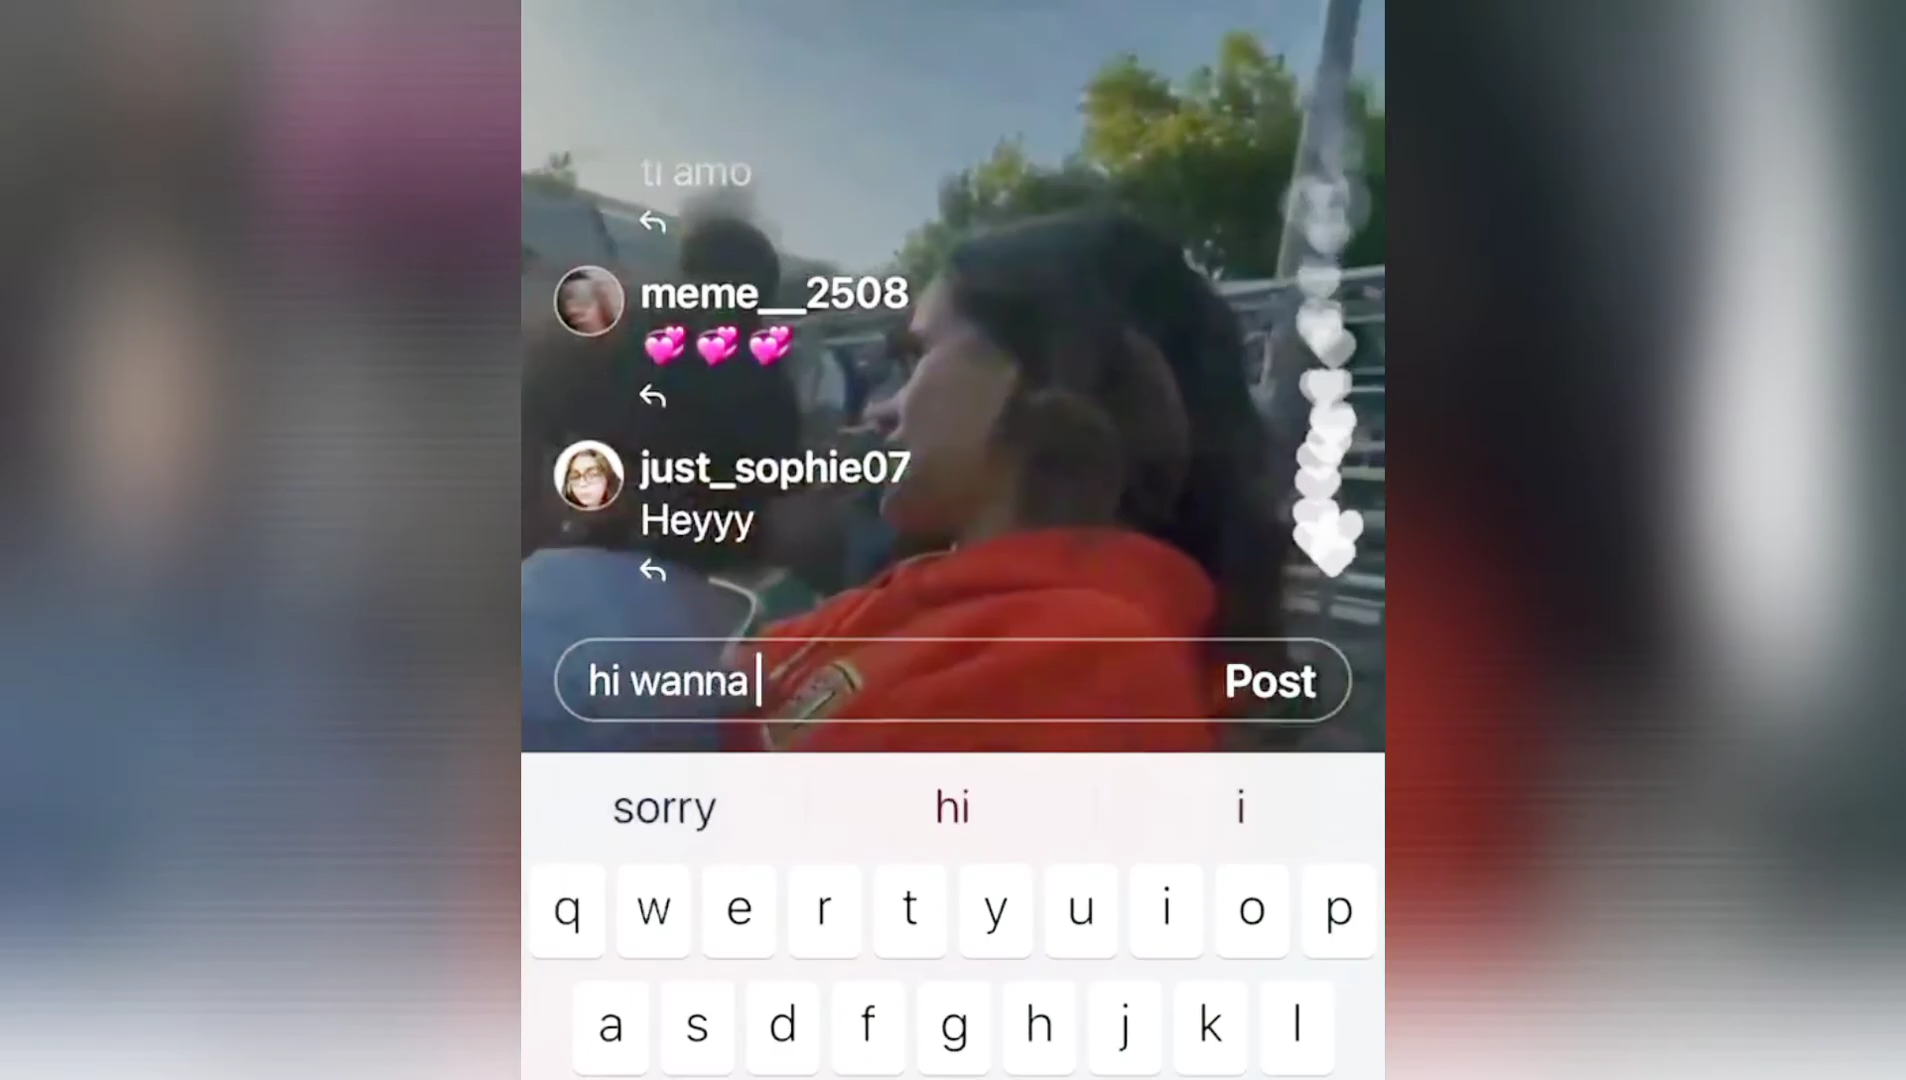 ti amo
meme__2508
💞 💞 💞
just_sophie07
Heyyy
hi wanna
Post
sorry hi i
q w e r t y u i o p
a s d f g h j k l